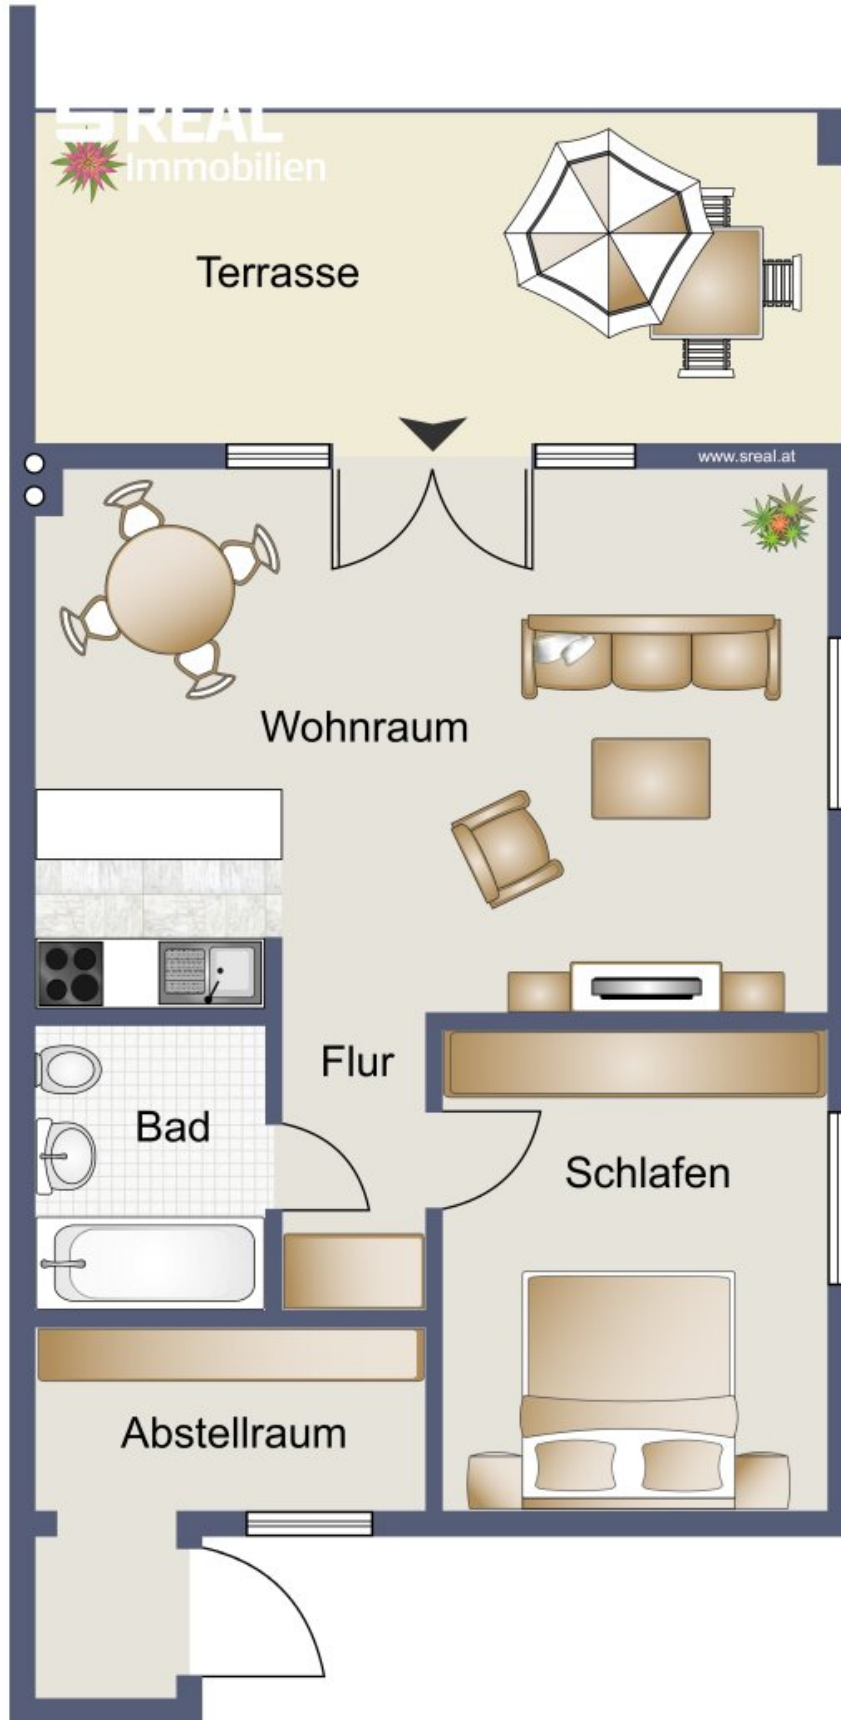 S REAL
Immobilien
Terrasse
www.sreal.at
Wohnraum
Flur
Bad
Schlafen
Abstellraum